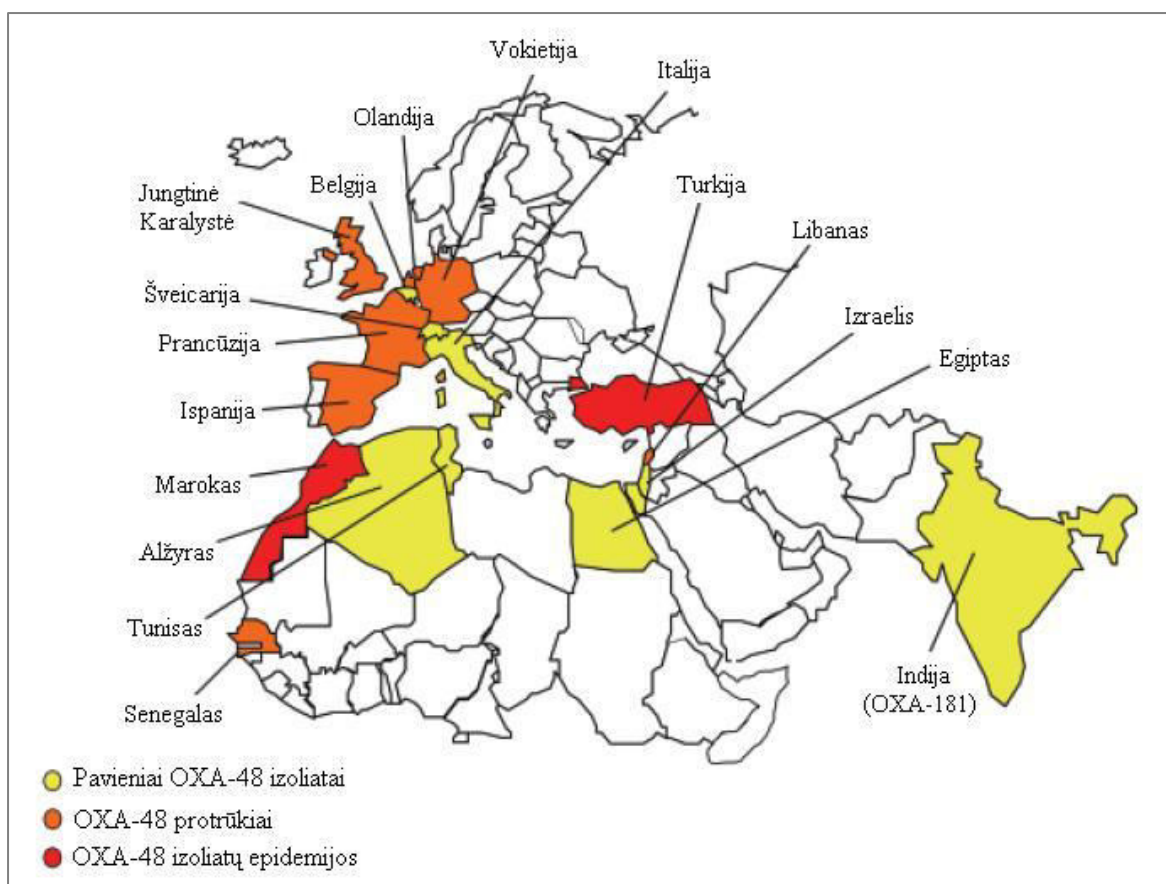 Vokietija
Italija
Olandija
Belgija
Turkija
Jungtinė
Karalystė
Libanas
Šveicarija
Izraelis
Prancūzija
Egiptas
Ispanija
Marokas
Alžyras
Tunisas
Indija
(OXA-181)
Senegalas
Pavieniai OXA-48 izoliatai
OXA-48 protrūkiai
OXA-48 izoliatų epidemijos